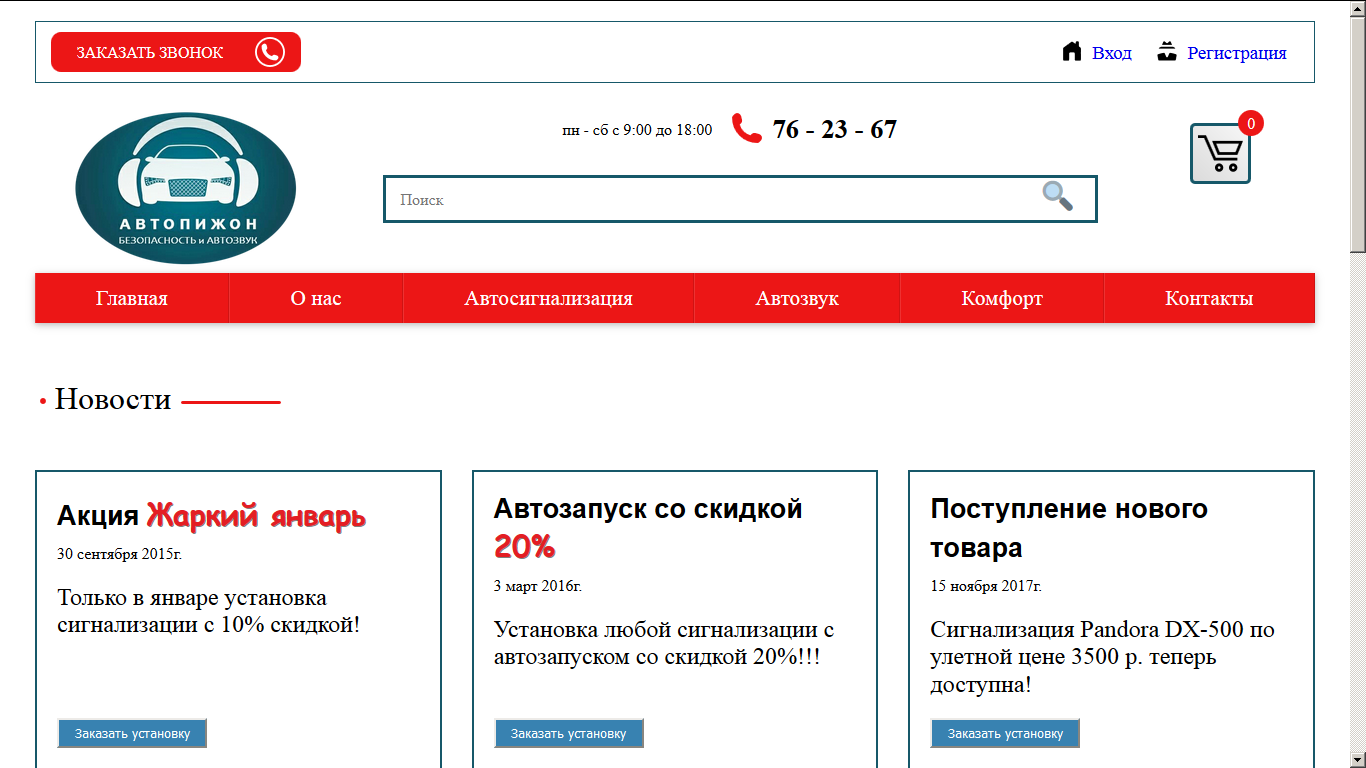 ЗАКАЗАТЬ ЗВОНОК
Вход
Регистрация
пн - сб с 9:00 до 18:00
76 - 23 - 67
0
АВТОПИЖОН
БЕЗОПАСНОСТЬ и АВТОЗВУК
Поиск
Главная
О нас
Автосигнализация
Автозвук
Комфорт
Контакты
Новости
Акция Жаркий январь
30 сентября 2015г.
Только в январе установка
сигнализации с 10% скидкой!
Заказать установку
Автозапуск со скидкой
20%
3 март 2016г.
Установка любой сигнализации с
автозапуском со скидкой 20%!!!
Заказать установку
Поступление нового
товара
15 ноября 2017г.
Сигнализация Pandora DX-500 по
улетной цене 3500 р. теперь
доступна!
Заказать установку